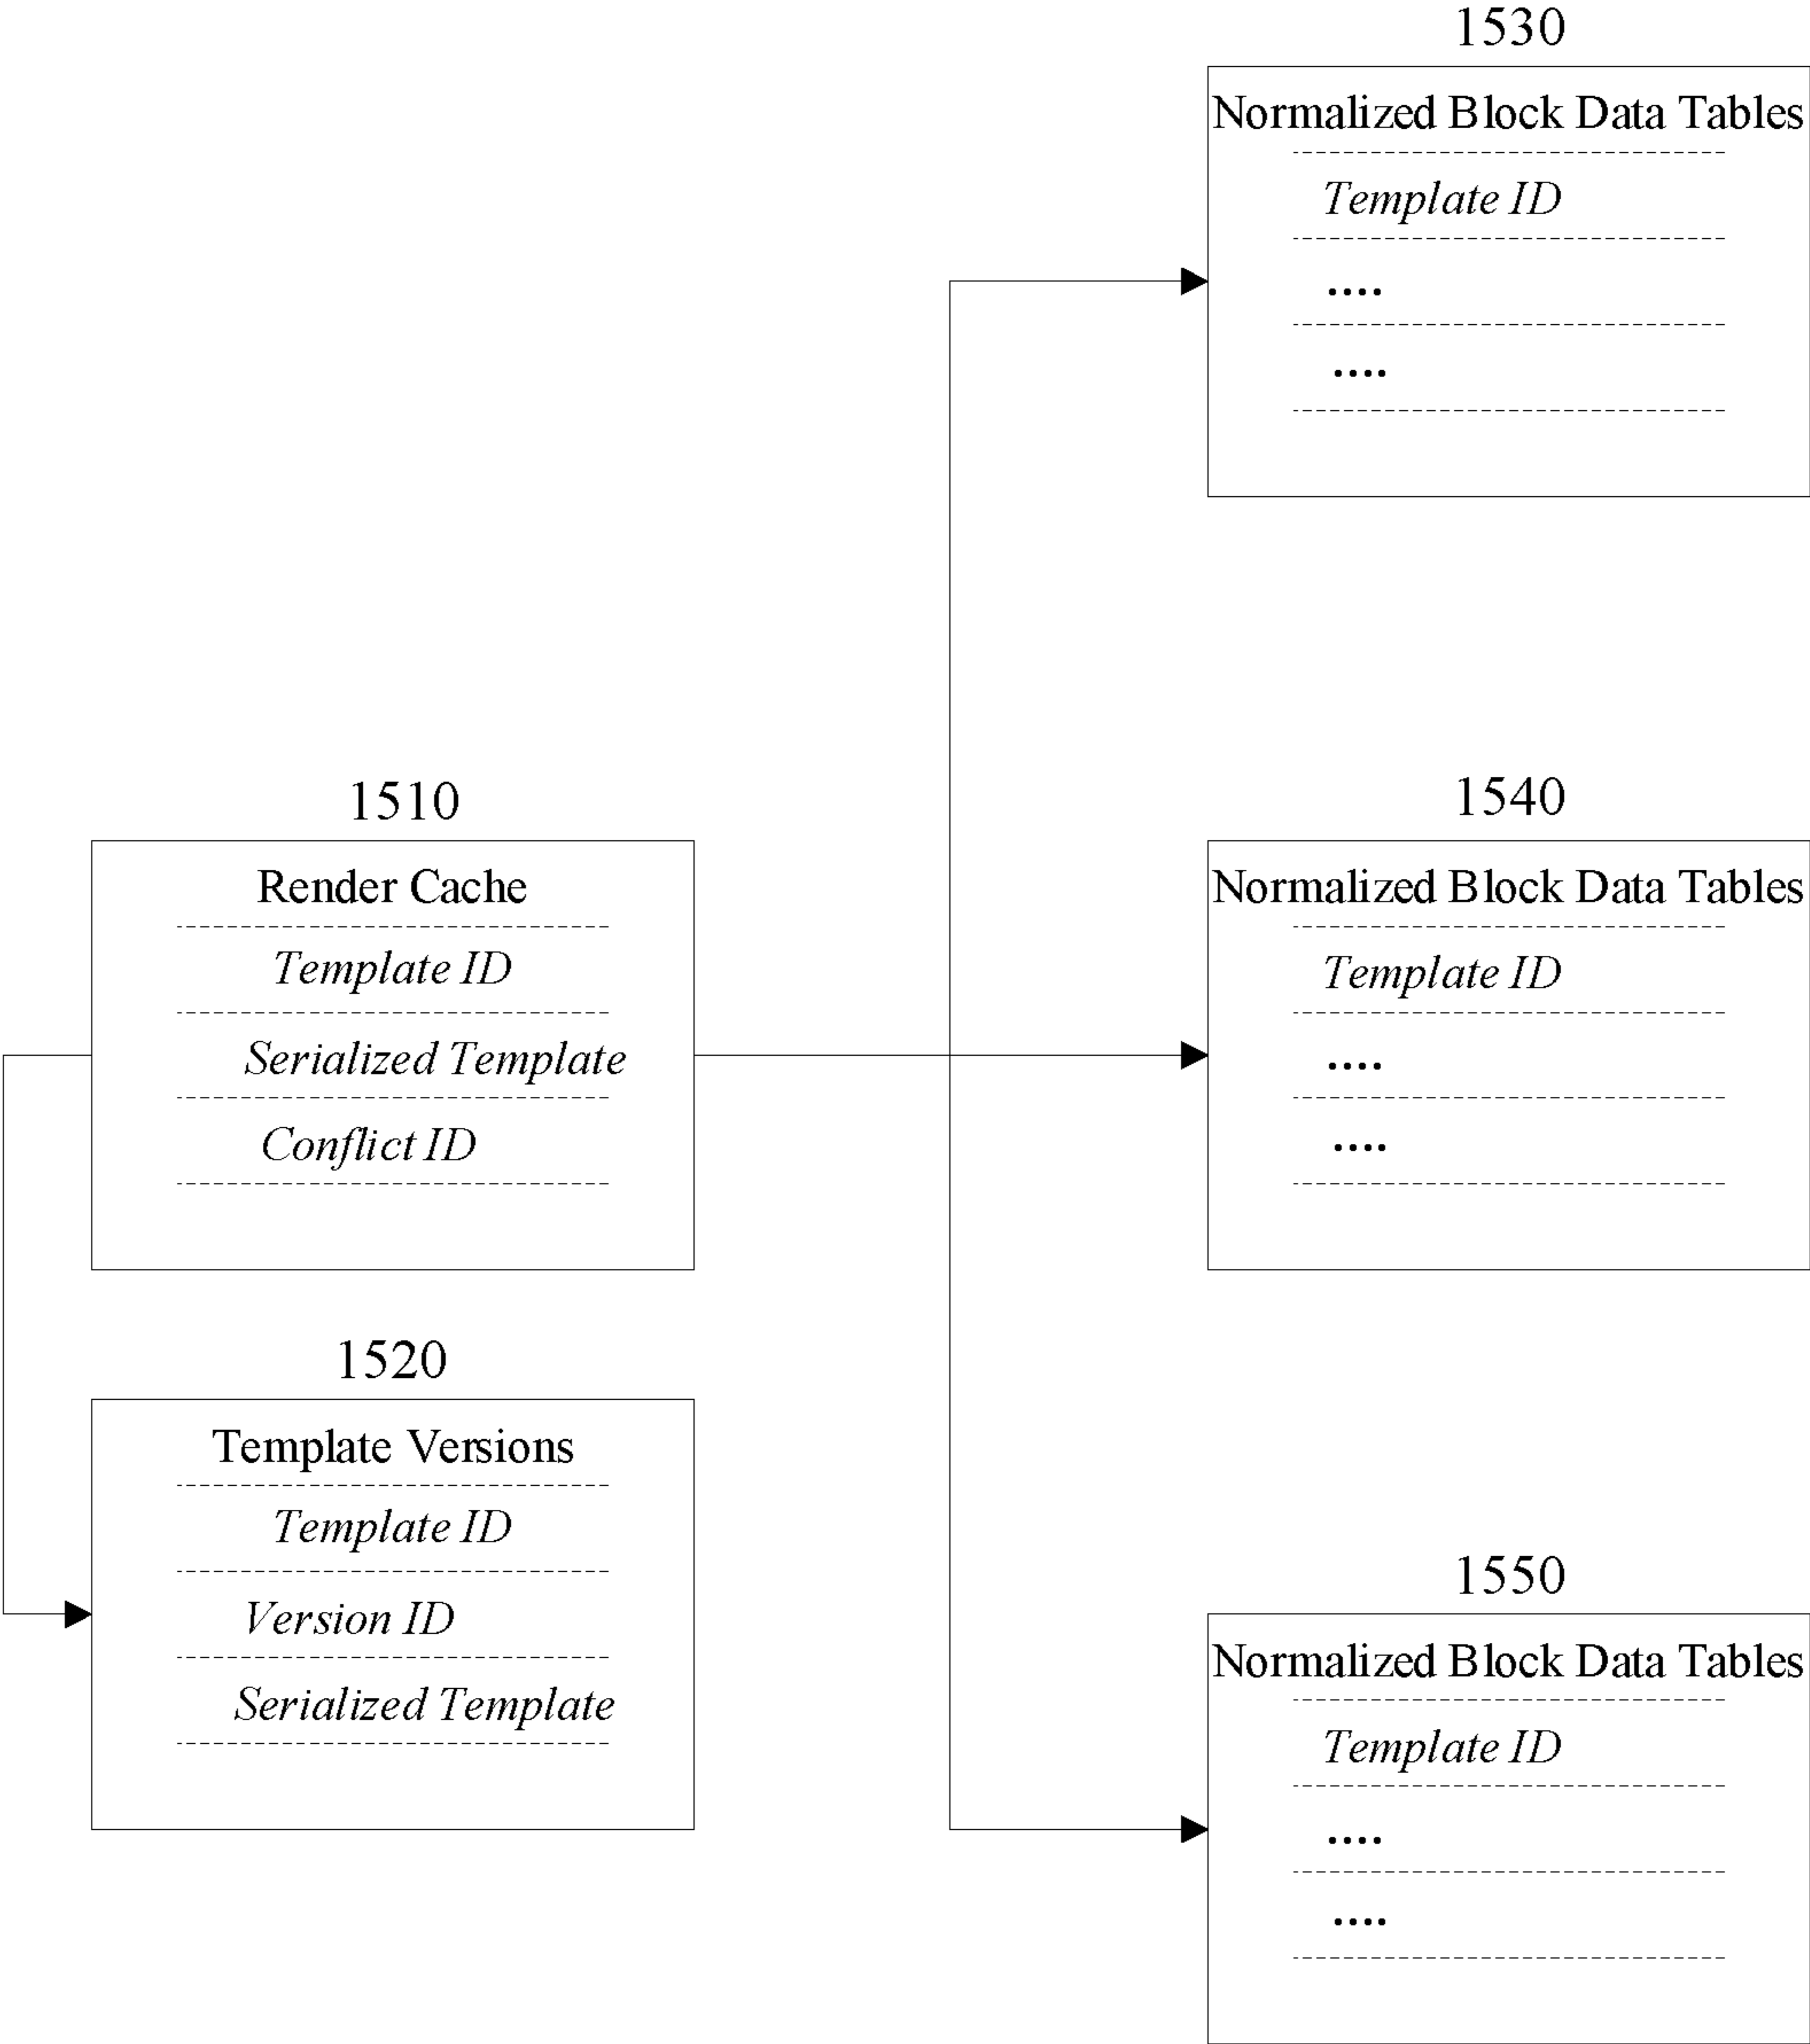 1530
Normalized Block Data Tables
Template ID
....
....
1510
Render Cache
Template ID
Serialized Template
Conflict ID
1520
Template Versions
Template ID
Version ID
Serialized Template
1540
Normalized Block Data Tables
Template ID
....
....
1550
Normalized Block Data Tables
Template ID
....
....